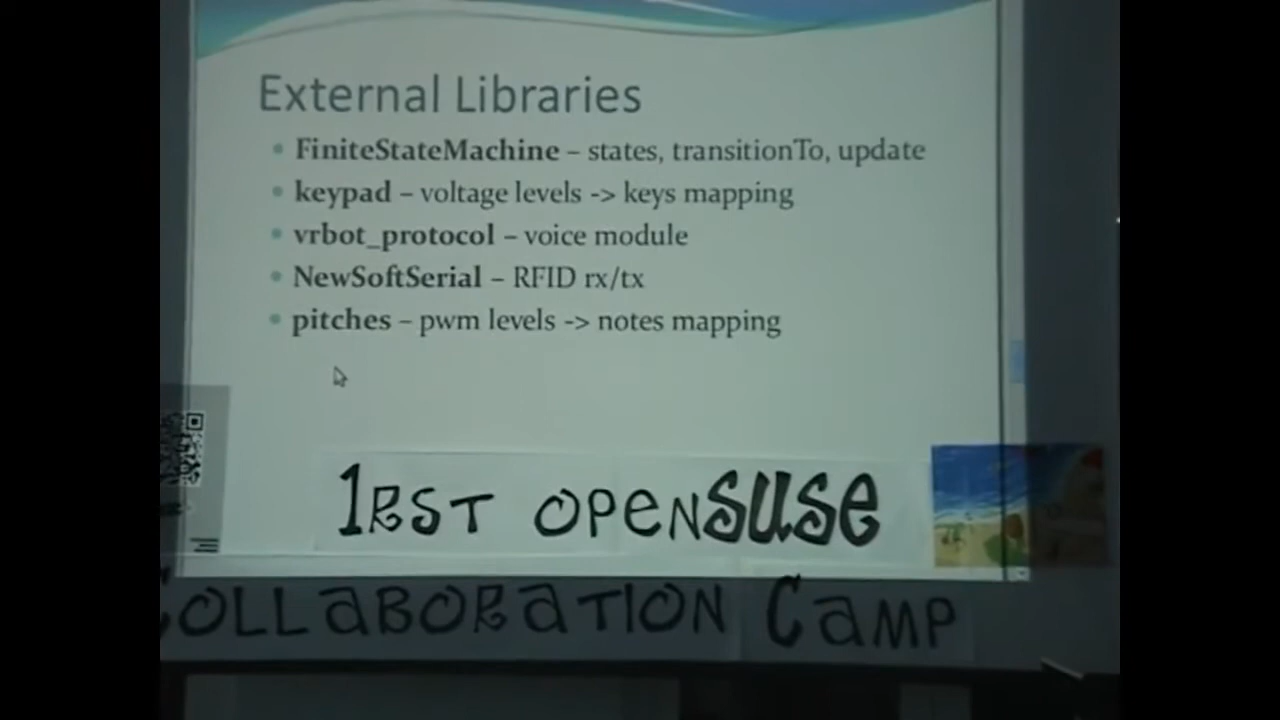 External Libraries
• FiniteStateMachine – states, transitionTo, update
• keypad – voltage levels -> keys mapping
• vrbot_protocol – voice module
• NewSoftSerial – RFID rx/tx
• pitches – pwm levels -> notes mapping
1RST openSUSE
COLLABORATION CAMP